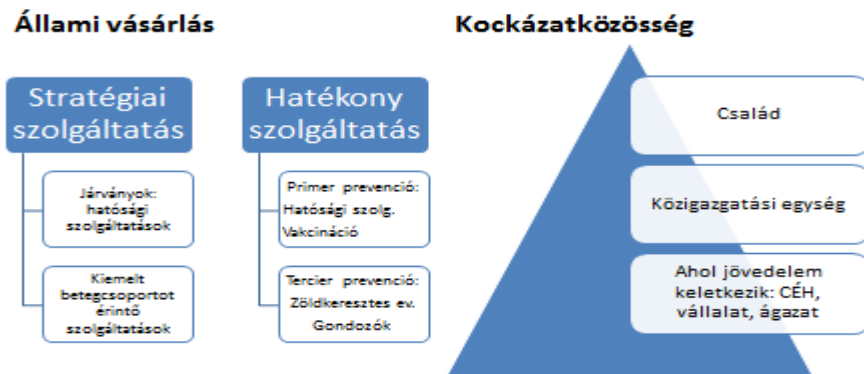 Állami vásárlás
Stratégiai
szolgáltatás
Járványok:
hatósági
szolgáltatások
Kiemelt
betegcsoportot
érintő
szolgáltatások
Hatékony
szolgáltatás
Primer prevenció:
Hatósági szolg.
Vakcináció
Tercier prevenció:
Zöldkeresztes ev.
Gondozók
Kockázatközösség
Család
Közigazgatási egység
Ahol jövedelem
keletkezik: CÉH,
vállalat, ágazat